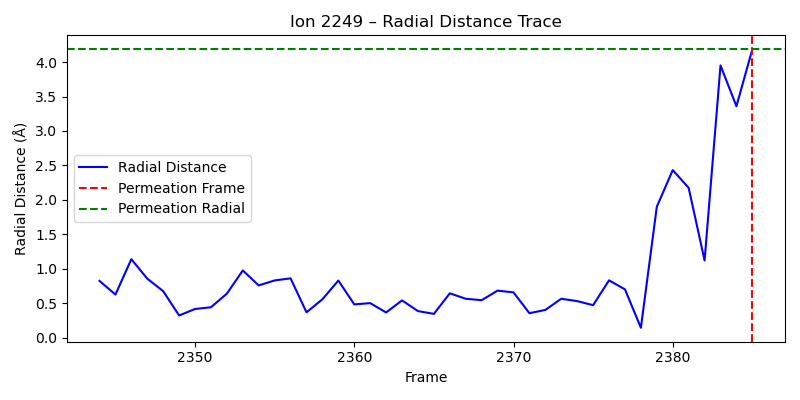 Ion 2249 – Radial Distance Trace
Radial Distance (Å)
4.0
3.5
3.0
2.5
2.0
1.5
1.0
0.5
0.0
Radial Distance
Permeation Frame
Permeation Radial
2350
2360
2370
2380
Frame